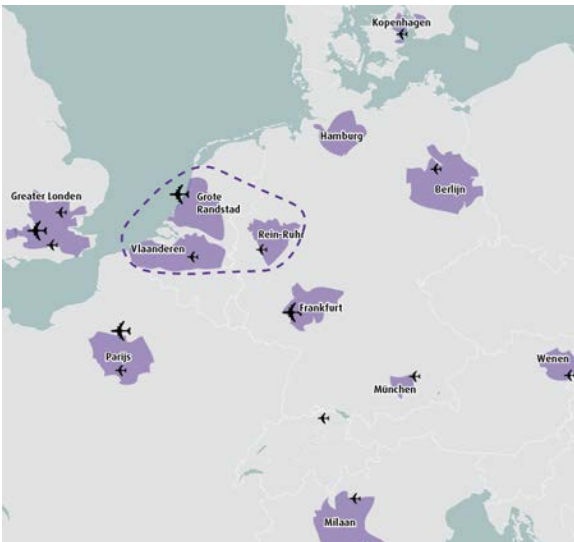 Kopenhagen
Hamburg
Berlijn
Greater Londen
Grote
Randstad
Rein-Ruhr
Vlaanderen
Frankfurt
Parijs
Wenen
München
Milaan